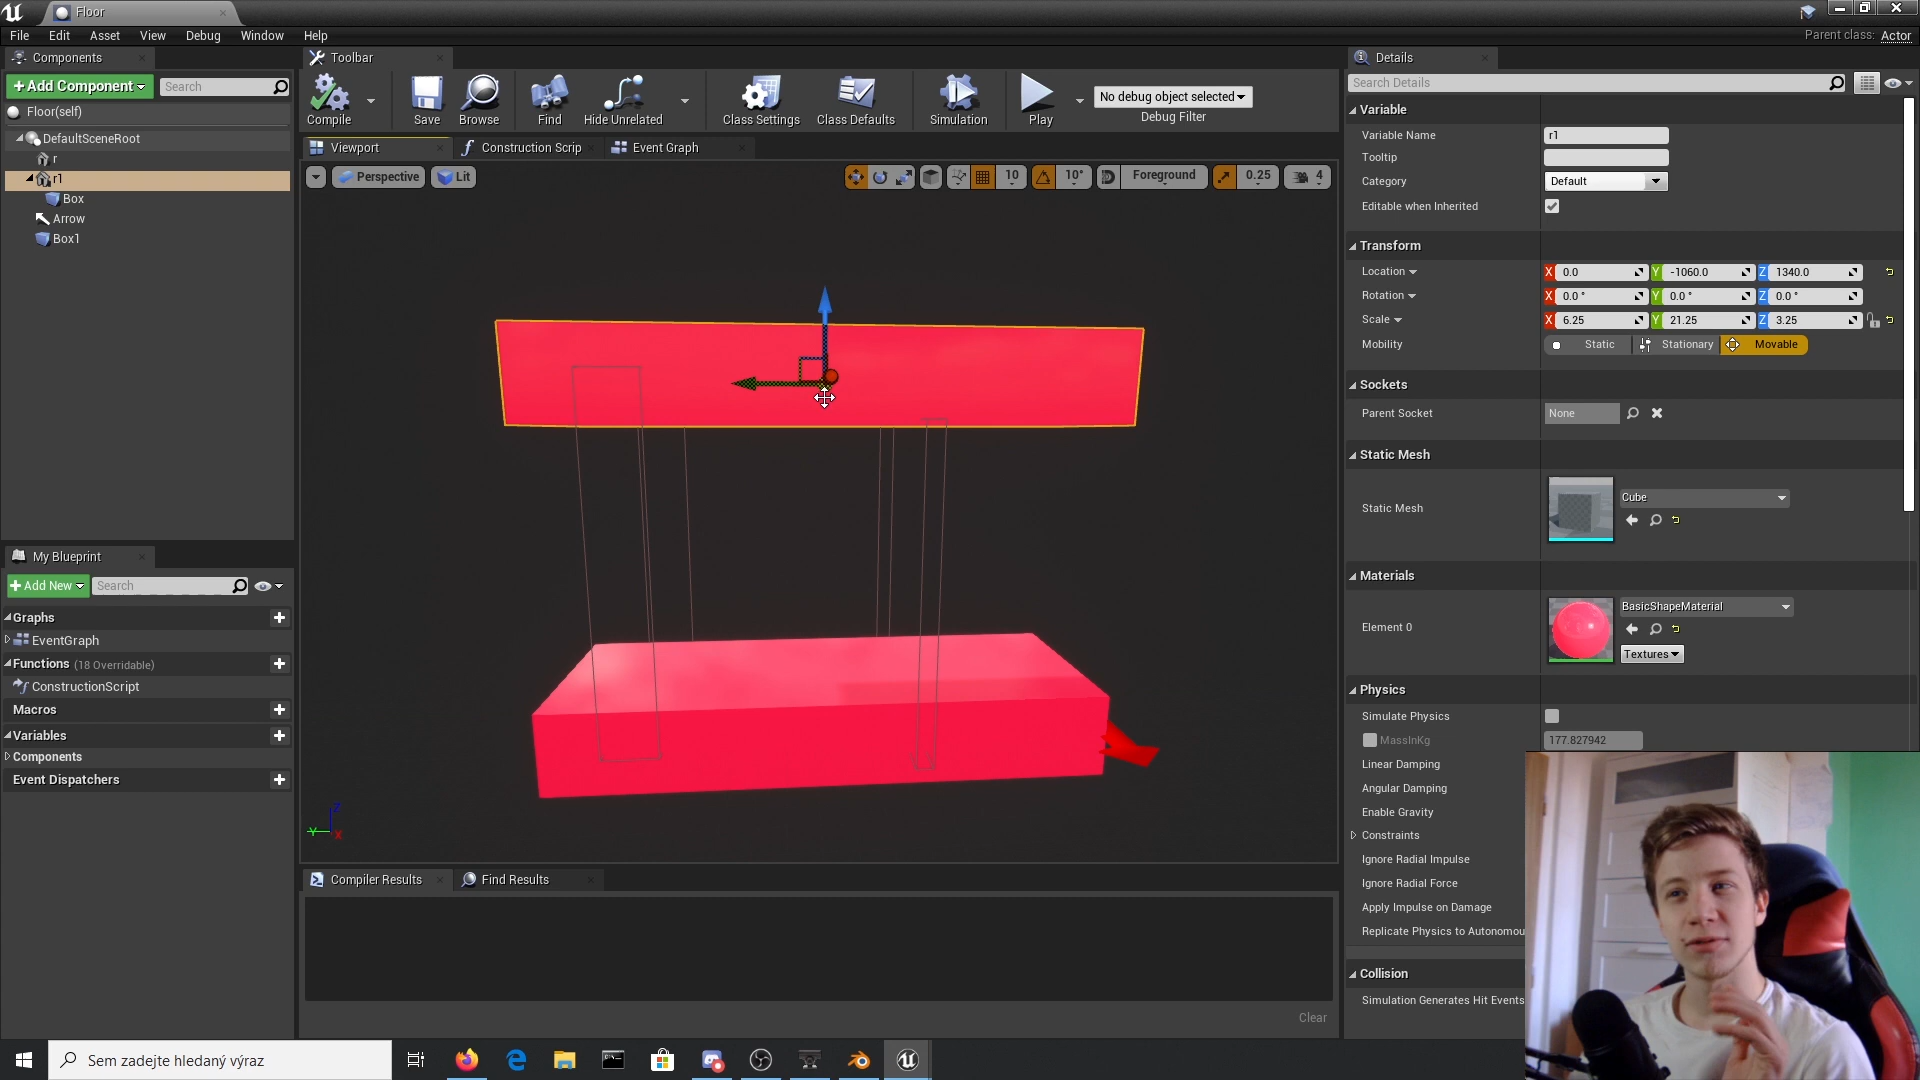 Floor
File Edit Asset View Debug Window Help
Parent class: Actor
Components
+Add Component
Search
Floor(self)
DefaultSceneRoot
r
r1
Box
Arrow
Box1
My Blueprint
+Add New
Search
Graphs
EventGraph
Functions (18 Overridable)
ConstructionScript
Macros
Variables
Components
Event Dispatchers
Toolbar
Compile
Save
Browse
Find
Hide Unrelated
Class Settings
Class Defaults
Simulation
Play
No debug object selected
Debug Filter
Viewport
Construction Scrip
Event Graph
Perspective
Lit
10
10°
Foreground
0.25
4
Z
Y
X
Compiler Results
Find Results
Clear
Details
Search Details
Variable
Variable Name r1
Tooltip
Category Default
Editable when Inherited
Transform
Location X 0.0 Y -1060.0 Z 1340.0
Rotation X 0.0 ° Y 0.0 ° Z 0.0 °
Scale X 6.25 Y 21.25 Z 3.25
Mobility Static Stationary Movable
Sockets
Parent Socket None
Static Mesh
Static Mesh Cube
Materials
Element 0 BasicShapeMaterial
Textures
Physics
Simulate Physics
MassInKg 177.827942
Linear Damping
Angular Damping
Enable Gravity
Constraints
Ignore Radial Impulse
Ignore Radial Force
Apply Impulse on Damage
Replicate Physics to Autonomou
Collision
Simulation Generates Hit Events
Sem zadejte hledaný výraz